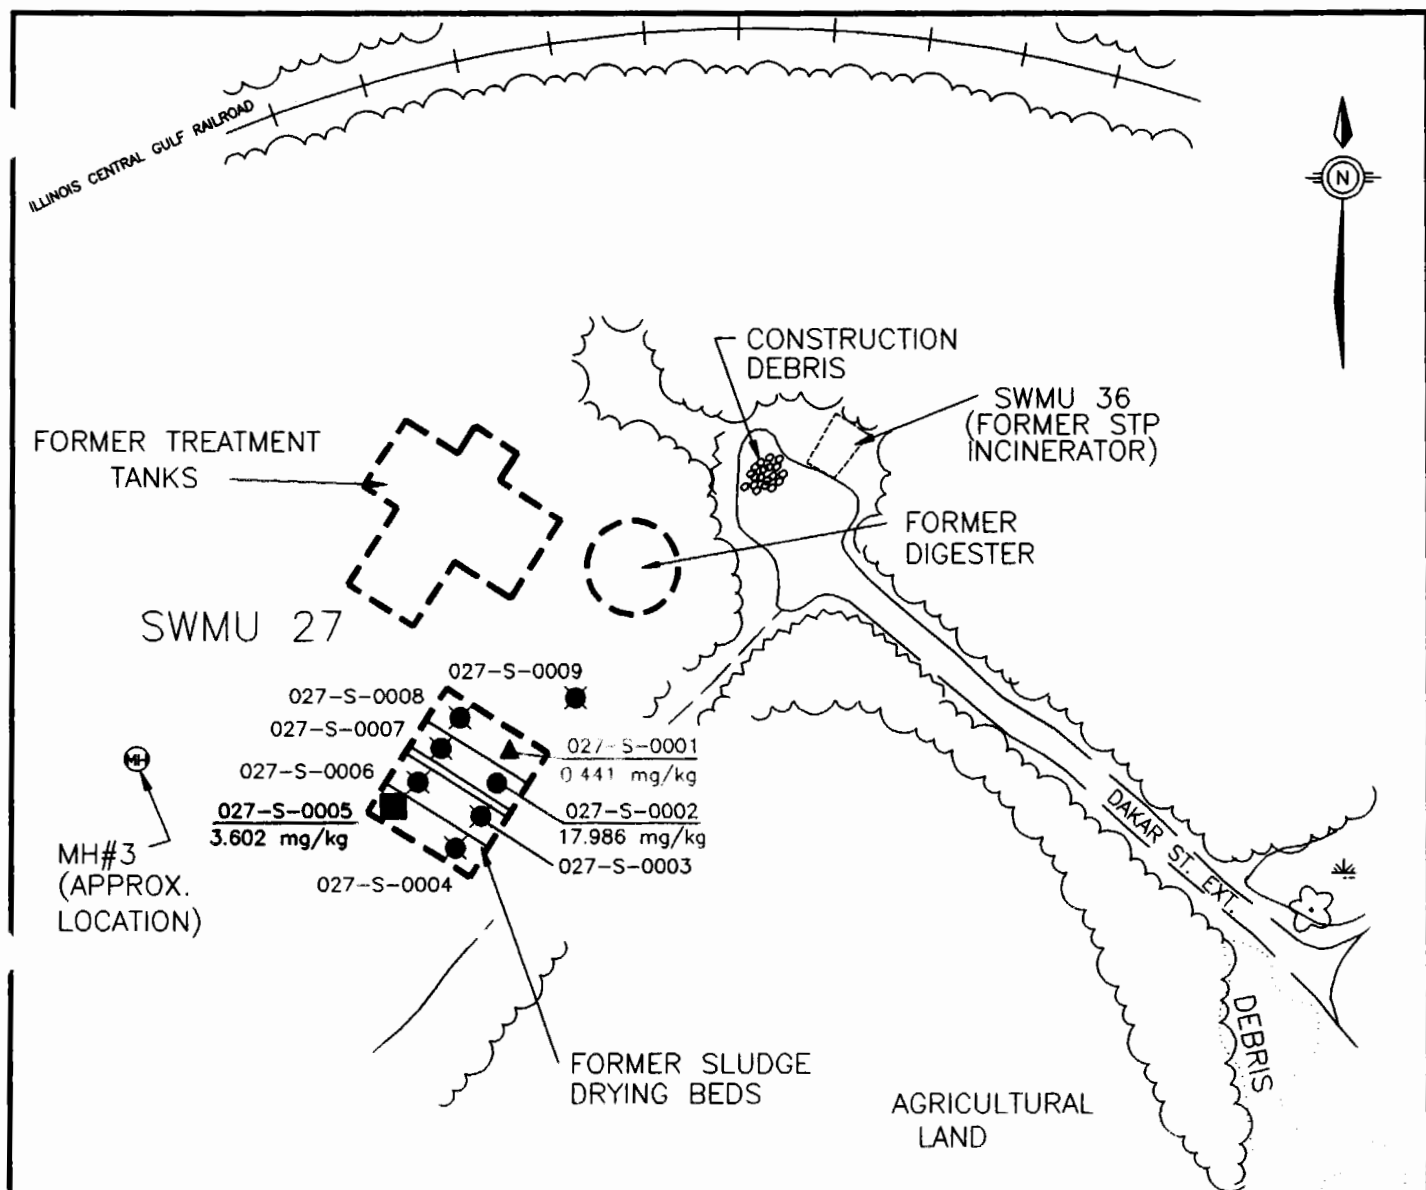 ILLINOIS CENTRAL GULF RAILROAD
N
CONSTRUCTION
DEBRIS
SWMU 36
(FORMER STP
INCINERATOR)
FORMER TREATMENT
TANKS
FORMER
DIGESTER
SWMU 27
027-S-0009
027-S-0008
027-S-0007
027-S-0001
0.441 mg/kg
027-S-0006
027-S-0005
3.602 mg/kg
027-S-0002
17.986 mg/kg
027-S-0003
027-S-0004
MH
MH#3
(APPROX.
LOCATION)
DAKAR ST. EXT.
DEBRIS
FORMER SLUDGE
DRYING BEDS
AGRICULTURAL
LAND